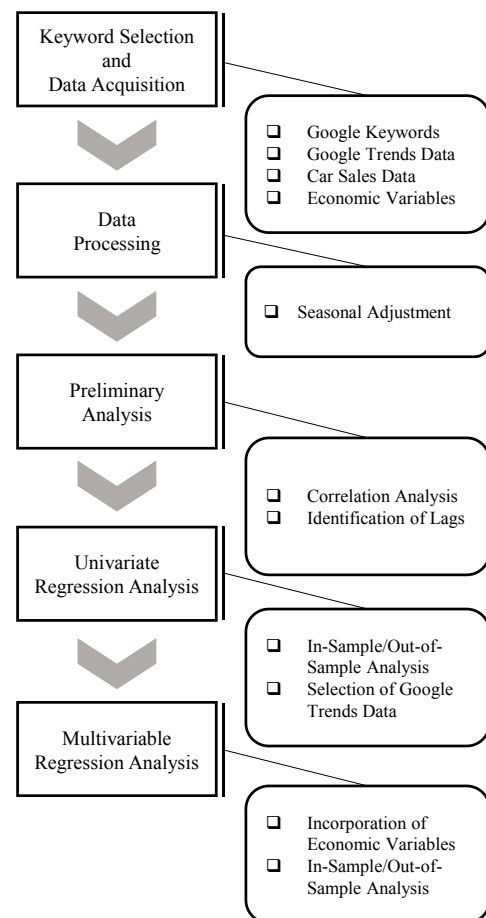 Keyword Selection
and
Data Acquisition
❑ Google Keywords
❑ Google Trends Data
❑ Car Sales Data
❑ Economic Variables
Data
Processing
❑ Seasonal Adjustment
Preliminary
Analysis
❑ Correlation Analysis
❑ Identification of Lags
Univariate
Regression Analysis
❑ In-Sample/Out-of-
Sample Analysis
❑ Selection of Google
Trends Data
Multivariable
Regression Analysis
❑ Incorporation of
Economic Variables
❑ In-Sample/Out-of-
Sample Analysis